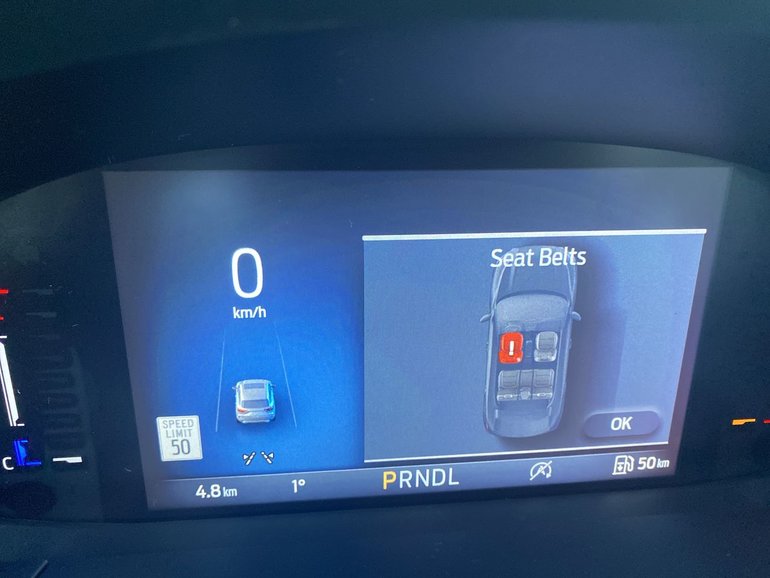 Seat Belts
0
km/h
SPEED
LIMIT
50
OK
C
4.8 km
1°
PRNDL
50 km